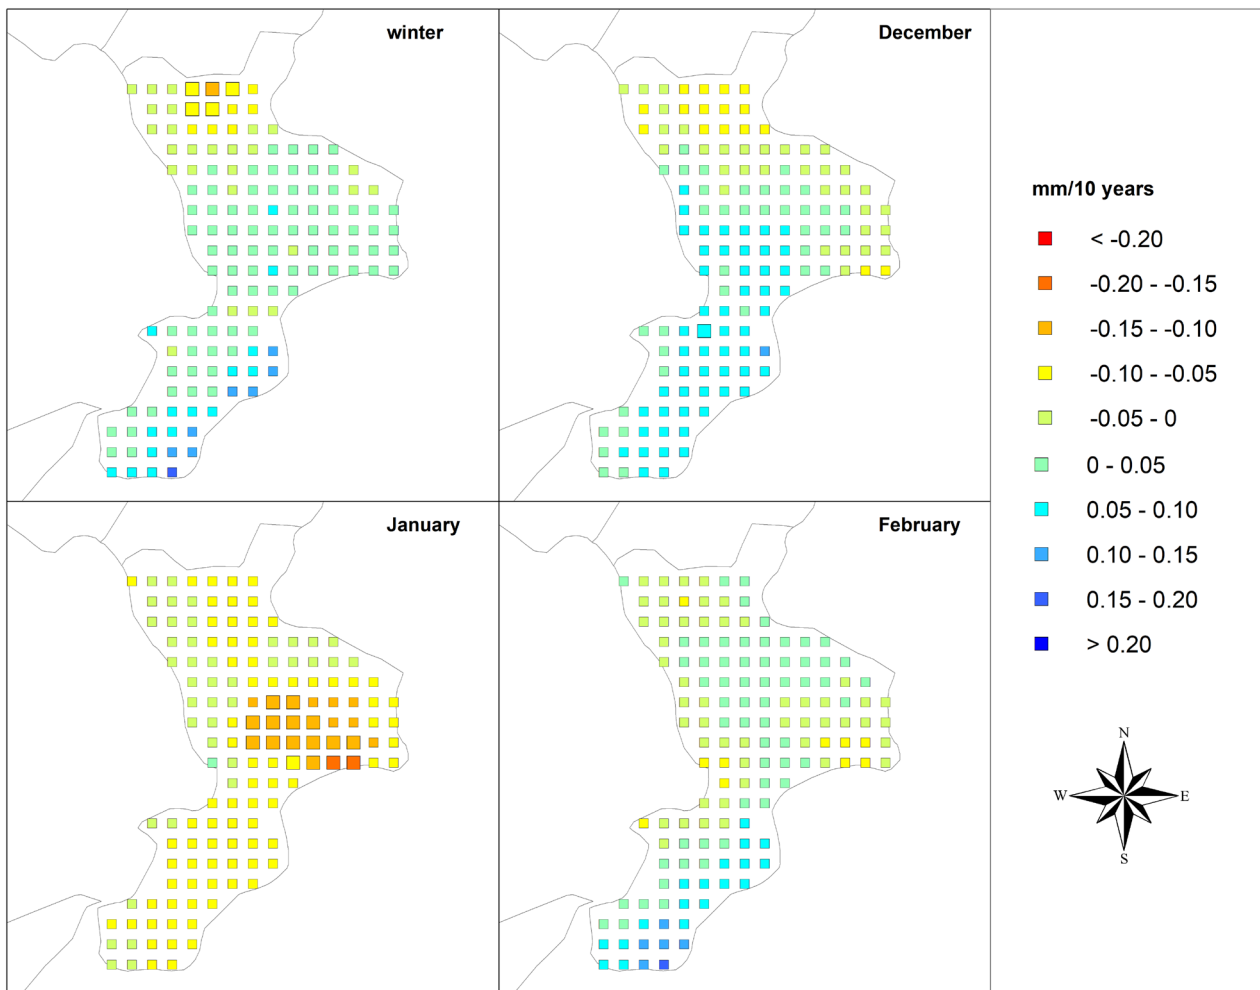 winter
December
January
February
mm/10 years
< -0.20
-0.20 - -0.15
-0.15 - -0.10
-0.10 - -0.05
-0.05 - 0
0 - 0.05
0.05 - 0.10
0.10 - 0.15
0.15 - 0.20
> 0.20
N
W E
S